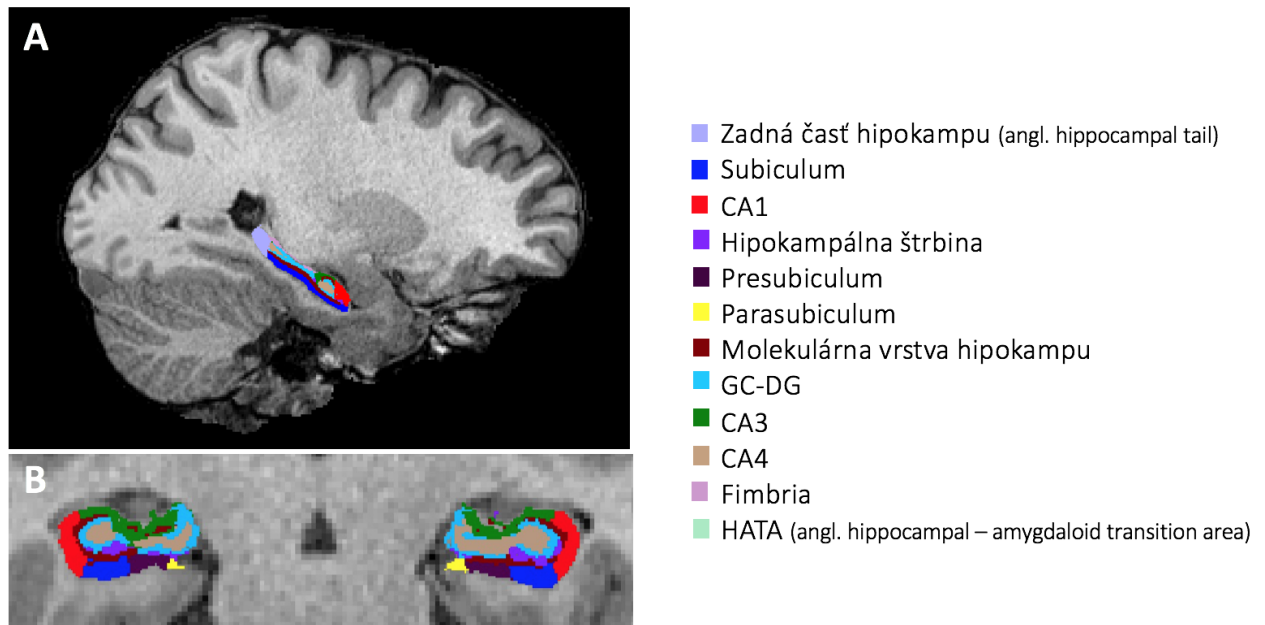 A
Zadná časť hipokampu (angl. hippocampal tail)
Subiculum
CA1
Hipokampálna štrbina
Presubiculum
Parasubiculum
Molekulárna vrstva hipokampu
GC-DG
CA3
CA4
Fimbria
HATA (angl. hippocampal – amygdaloid transition area)
B